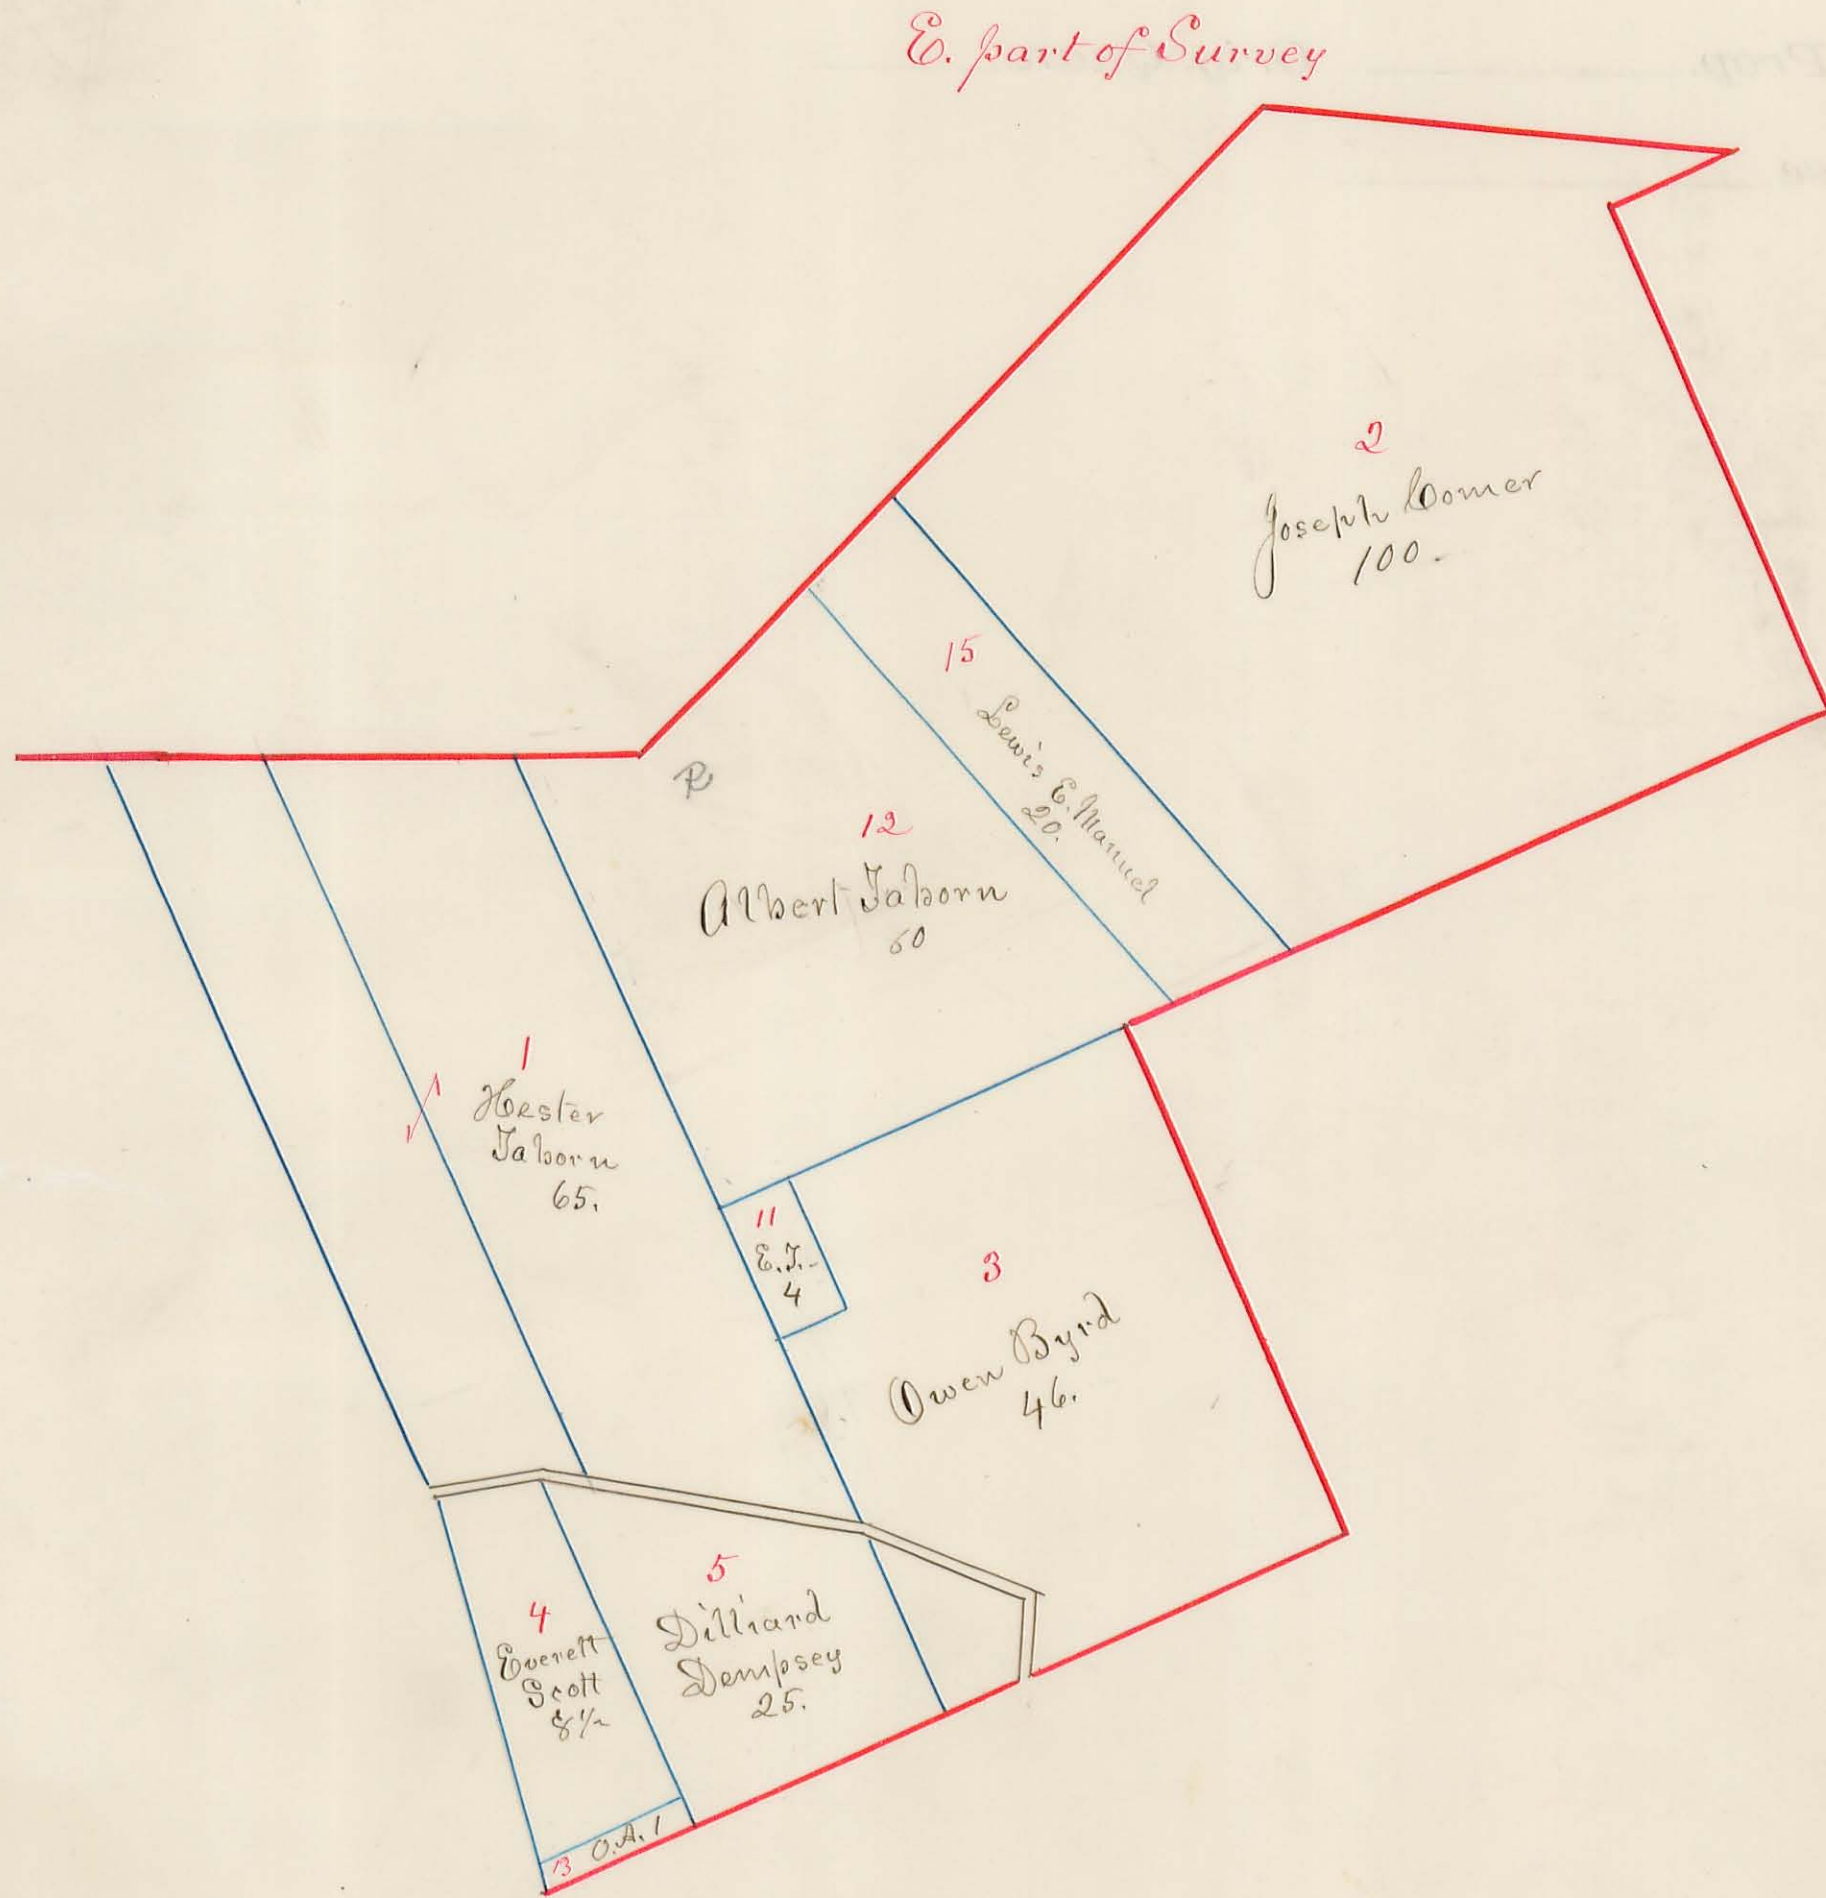 E. part of Survey
2
Joseph Comer
100.
15
Lewis E. Manuel
20.
R
12
Albert Taborn
60
1
Hester
Taborn
65.
11
E.T.
4
3
Owen Byrd
46.
5
Dilliard
Dempsey
25.
4
Everett
Scott
8½
13 O.A. 1